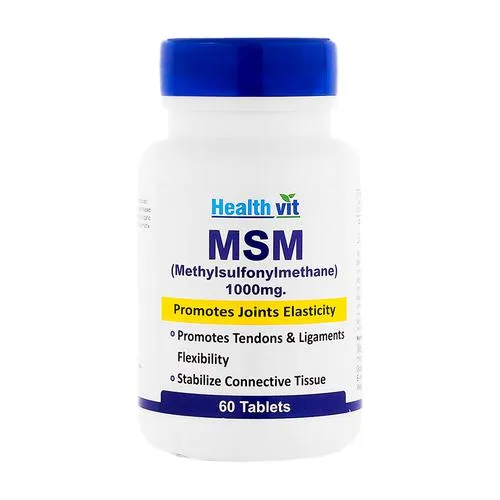 Health vit
MSM
(Methylsulfonylmethane)
1000mg.
Promotes Joints Elasticity
Promotes Tendons & Ligaments
Flexibility
Stabilize Connective Tissue
60 Tablets